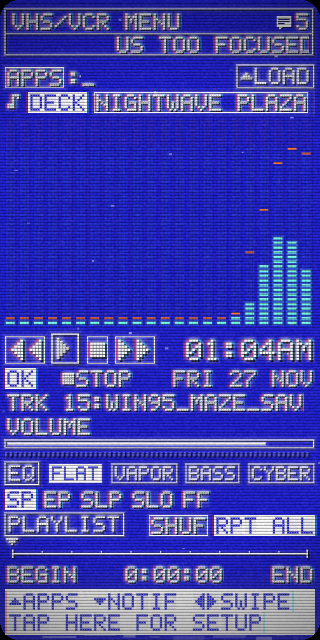 VHS/VCR MENU 5
US TOO FOCUSED
APPS:_ LOAD
DECK NIGHTWAVE PLAZA
01:04AM
OK STOP FRI 27 NOV
TRK 15:WIN95_MAZE_SAV
VOLUME
EQ FLAT VAPOR BASS CYBER
SP EP SLP SLO FF
PLAYLIST SHUF RPT ALL
BEGIN 0:00:00 END
APPS NOTIF SWIPE
TAP HERE FOR SETUP